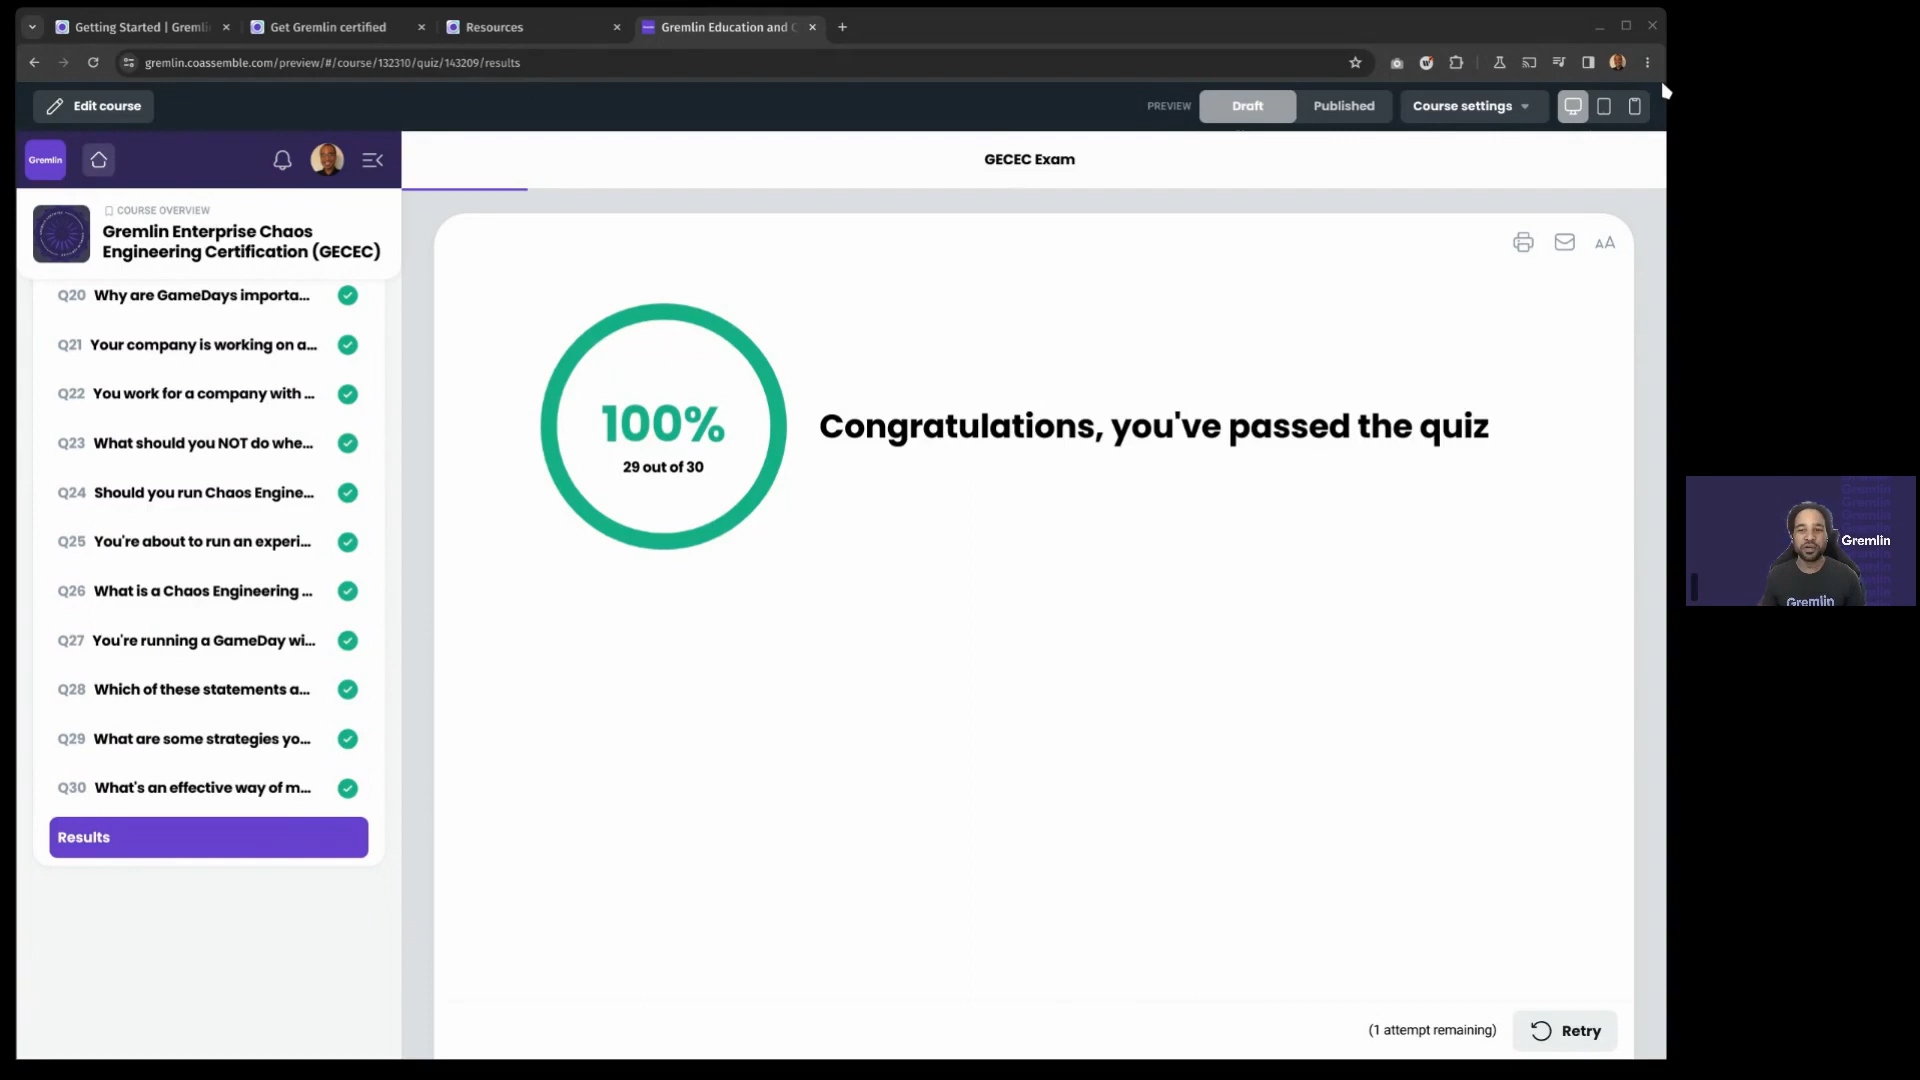 Getting Started | Gremli
Get Gremlin certified
Resources
Gremlin Education and C
gremlin.coassemble.com/preview/#/course/132310/quiz/143209/results
Edit course
PREVIEW
Draft
Published
Course settings
Gremlin
GECEC Exam
COURSE OVERVIEW
Gremlin Enterprise Chaos
Engineering Certification (GECEC)
AA
Q20 Why are GameDays importa...
Q21 Your company is working on a...
Q22 You work for a company with ...
Q23 What should you NOT do whe...
Q24 Should you run Chaos Engine...
Q25 You're about to run an experi...
Q26 What is a Chaos Engineering ...
Q27 You're running a GameDay wi...
Q28 Which of these statements a...
Q29 What are some strategies yo...
Q30 What's an effective way of m...
Results
100%
29 out of 30
Congratulations, you've passed the quiz
(1 attempt remaining)
Retry
Gremlin
Gremlin